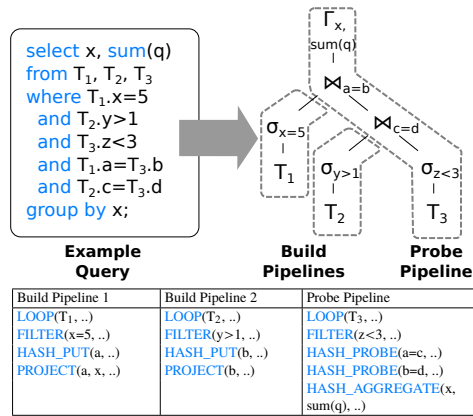 select x, sum(q)
from T₁, T₂, T₃
where T₁.x=5
and T₂.y>1
and T₃.z<3
and T₁.a=T₃.b
and T₂.c=T₃.d
group by x;
Γx,
sum(q)
⋈a=b
⋈c=d
σx=5
T₁
σy>1
T₂
σz<3
T₃
Example
Query
Build
Pipelines
Probe
Pipeline
Build Pipeline 1 Build Pipeline 2 Probe Pipeline
LOOP(T₁, ..) LOOP(T₂, ..) LOOP(T₃, ..)
FILTER(x=5, ..) FILTER(y>1, ..) FILTER(z<3, ..)
HASH_PUT(a, ..) HASH_PUT(b, ..) HASH_PROBE(a=c, ..)
PROJECT(a, x, ..) PROJECT(b, ..) HASH_PROBE(b=d, ..)
HASH_AGGREGATE(x,
sum(q), ..)